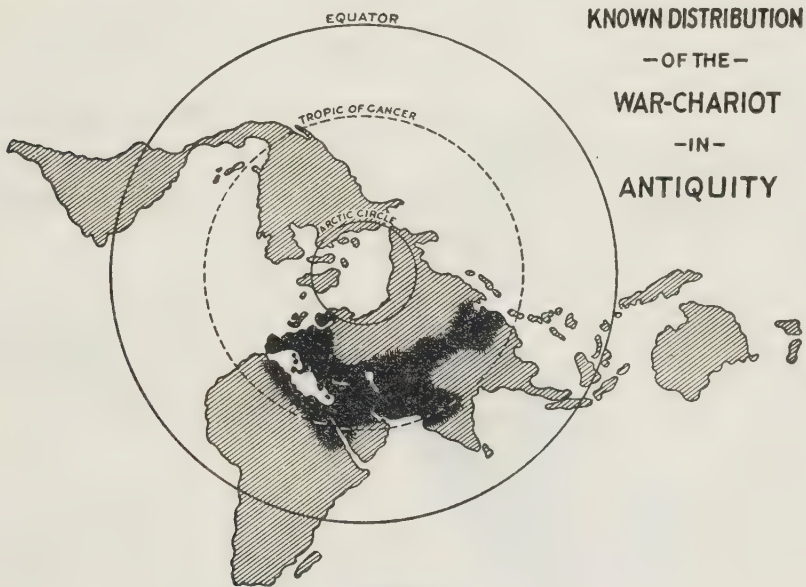 KNOWN DISTRIBUTION
-OF THE-
WAR-CHARIOT
-IN-
ANTIQUITY
EQUATOR
TROPIC OF CANCER
ARCTIC CIRCLE